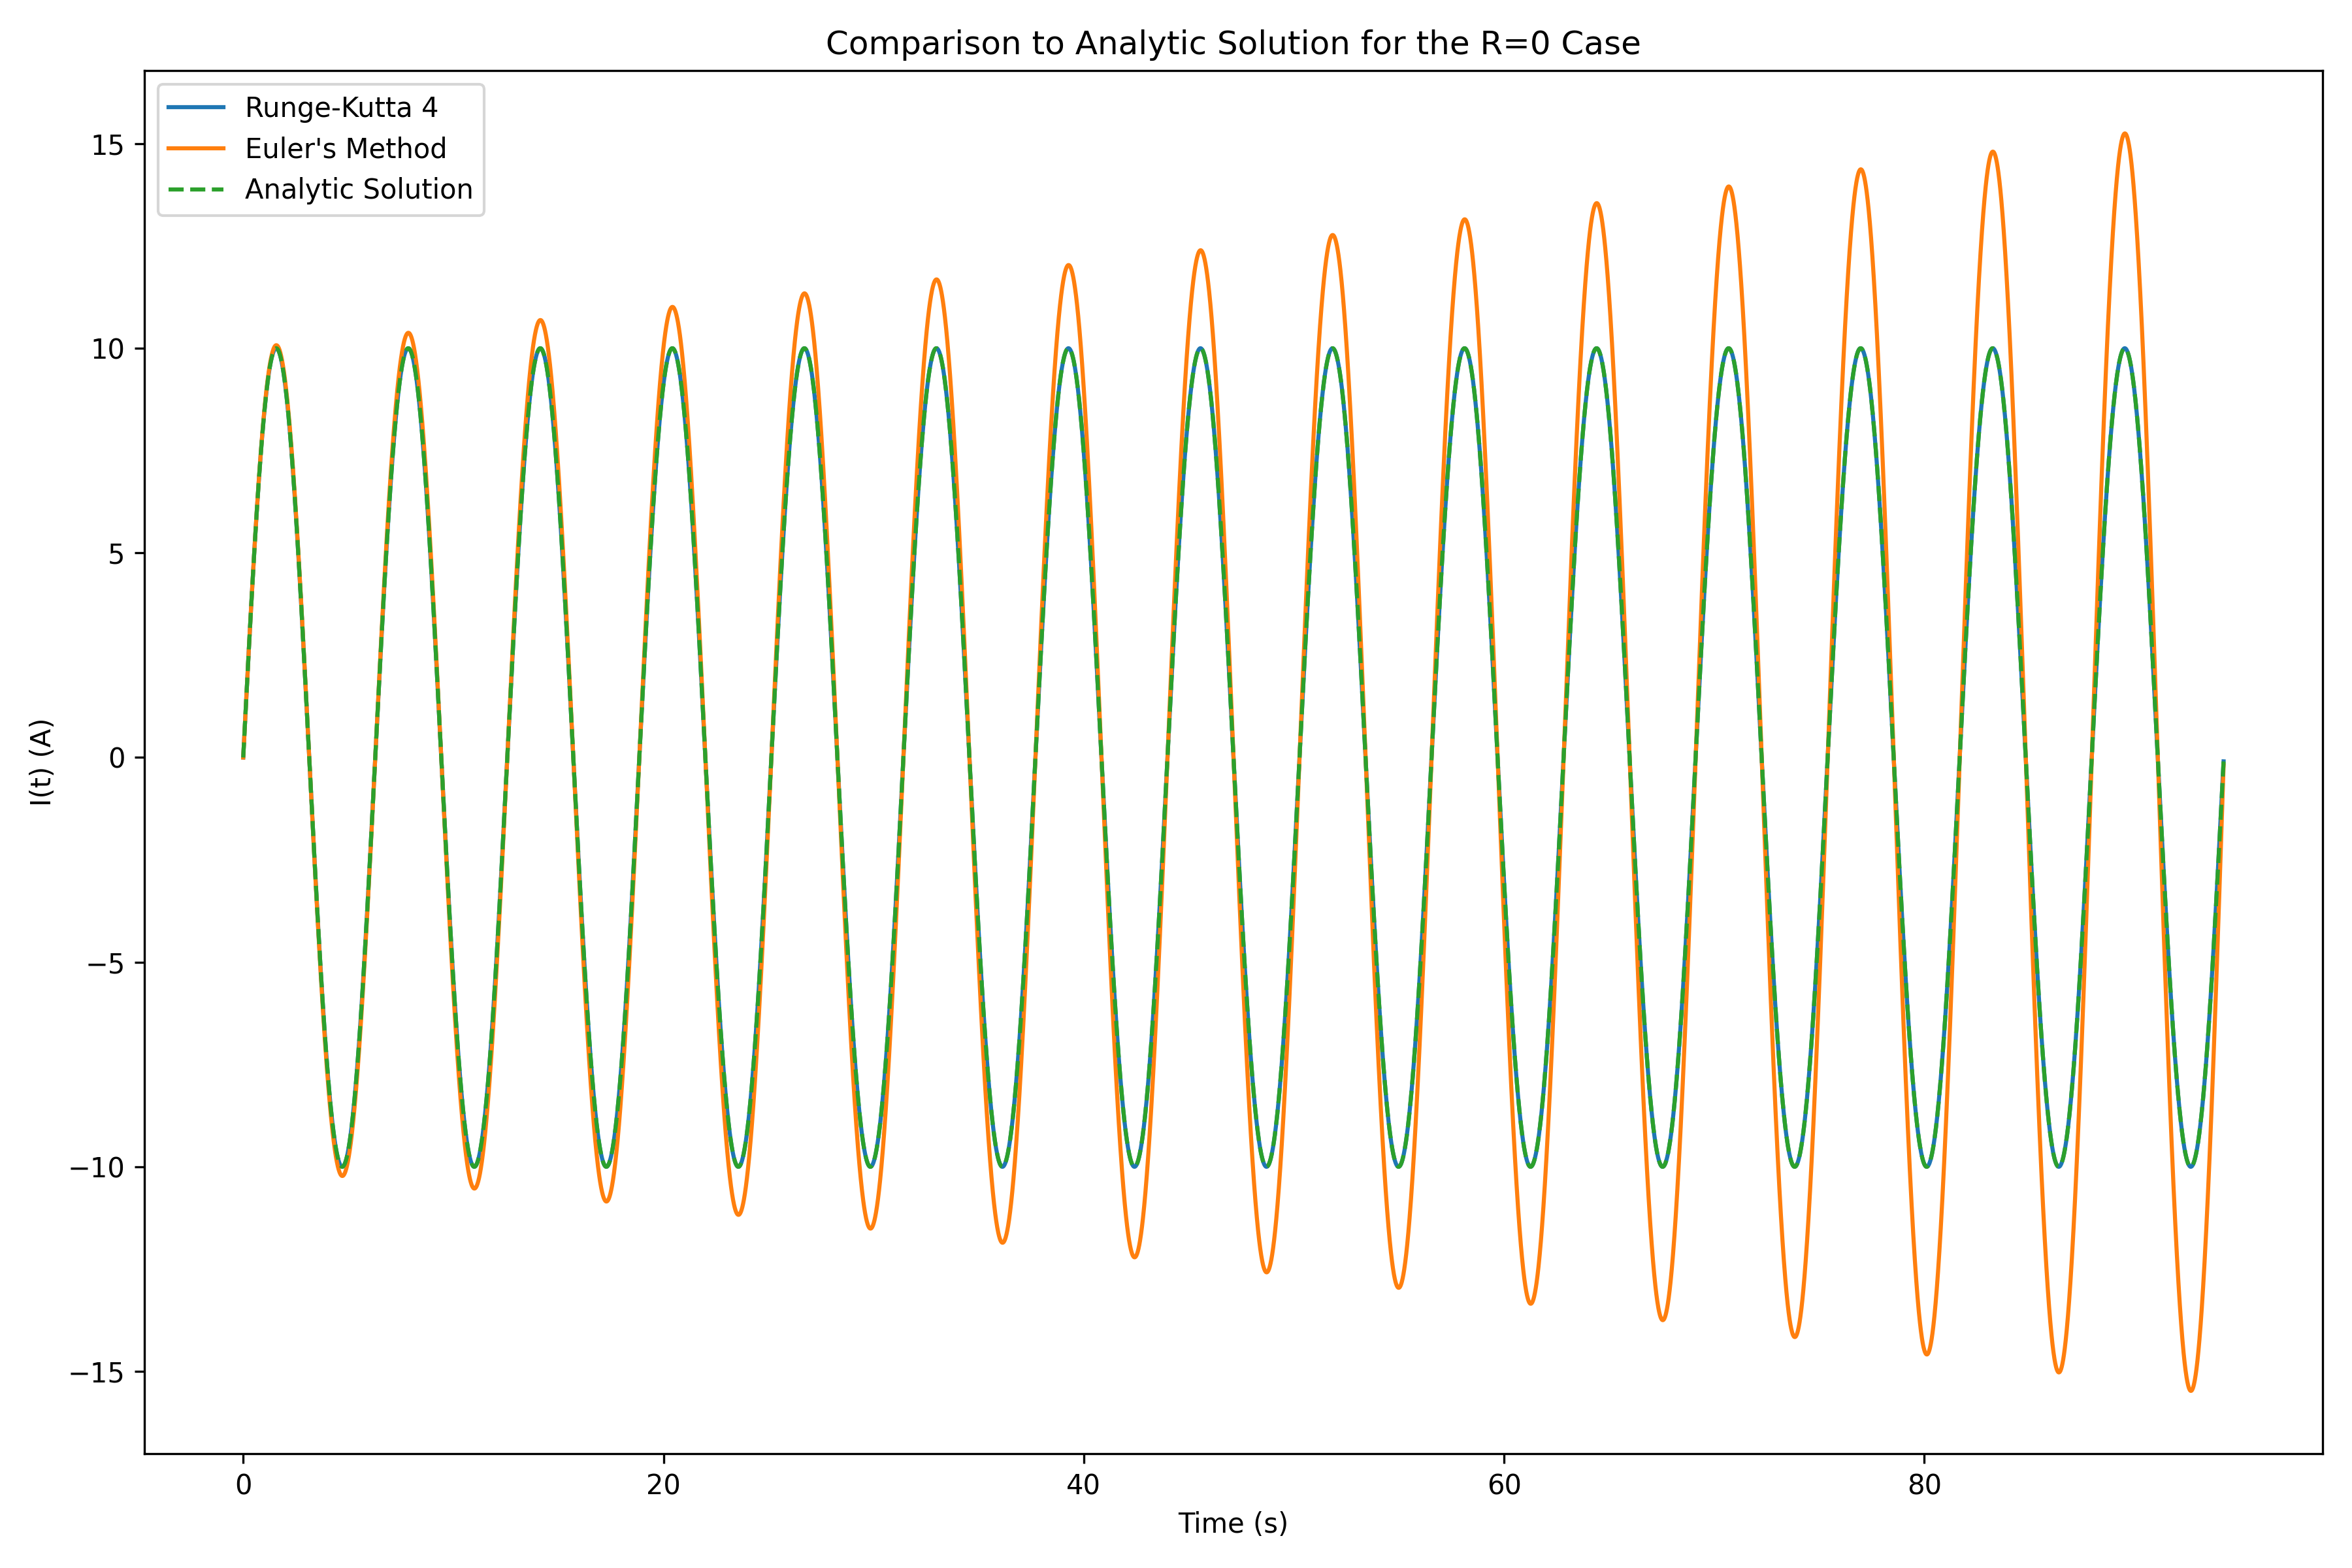 Comparison to Analytic Solution for the R=0 Case
Runge-Kutta 4
Euler's Method
Analytic Solution
15
10
5
0
−5
−10
−15
I(t) (A)
0
20
40
60
80
Time (s)